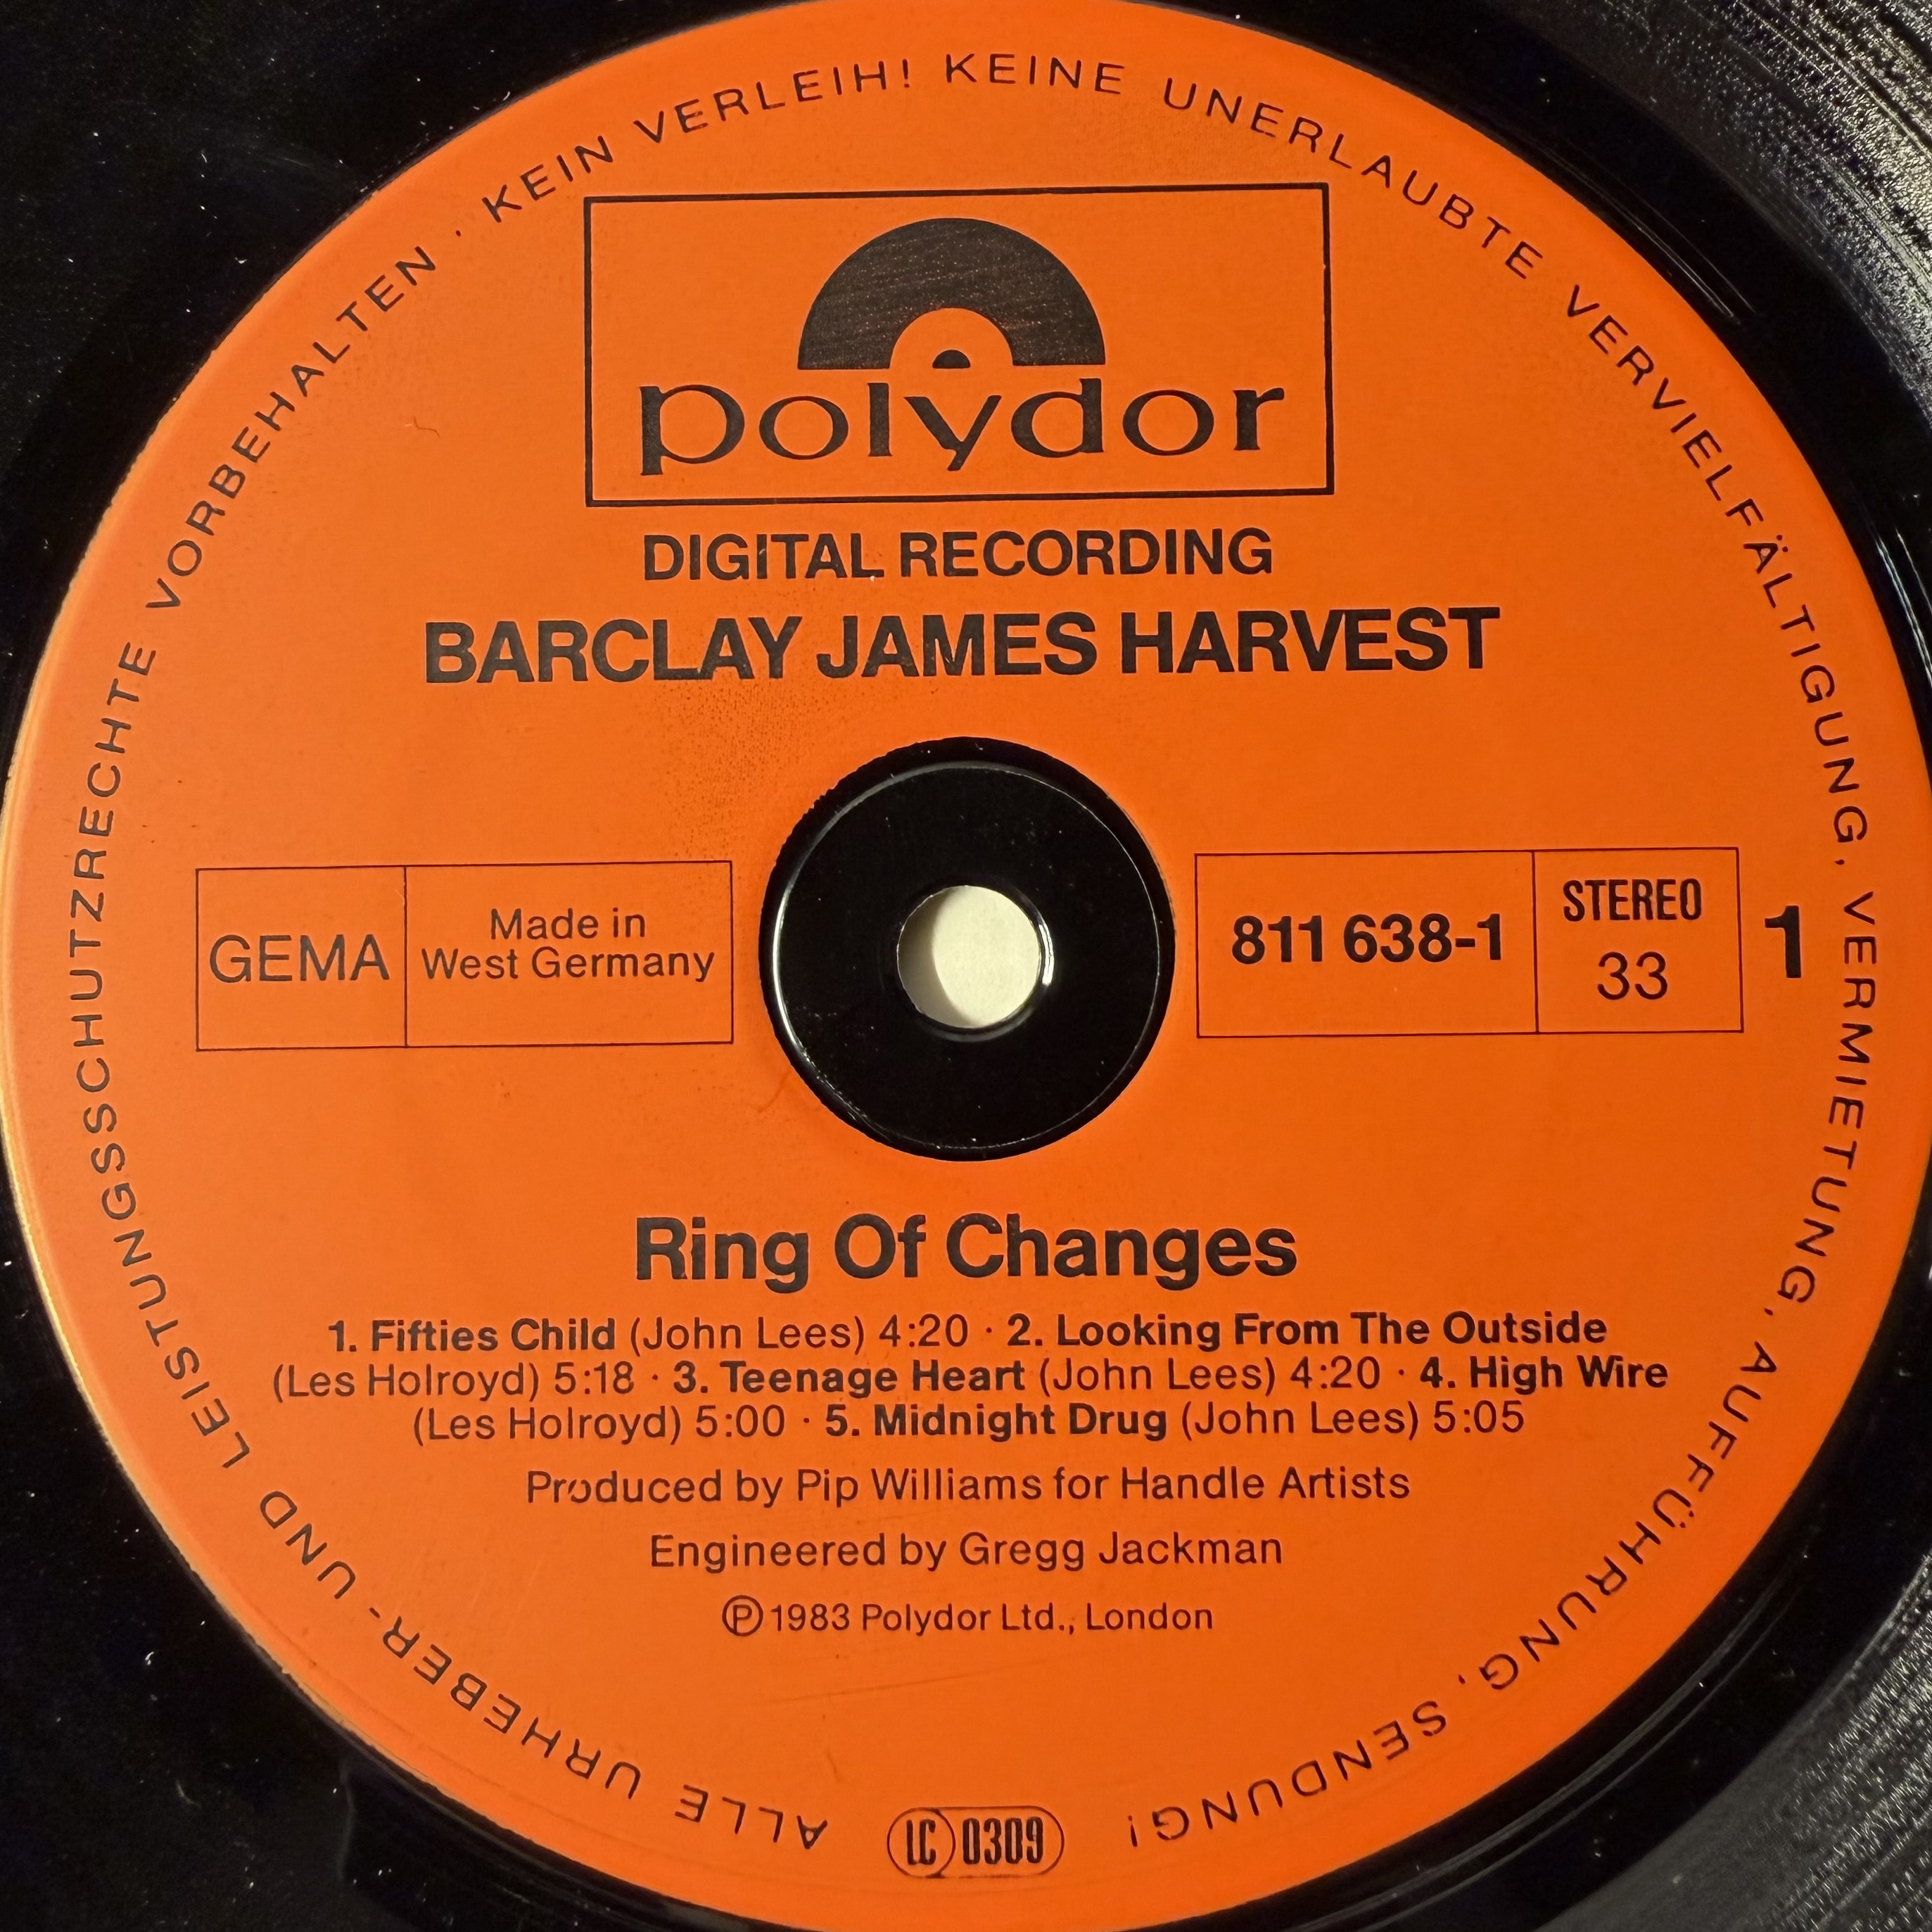 ALLE URHEBER- UND LEISTUNGSSCHUTZRECHTE VORBEHALTEN · KEIN VERLEIH! KEINE UNERLAUBTE VERVIELFÄLTIGUNG, VERMIETUNG, AUFFÜHRUNG, SENDUNG!
polydor
DIGITAL RECORDING
BARCLAY JAMES HARVEST
GEMA
Made in
West Germany
811 638-1
STEREO
33
1
Ring Of Changes
1. Fifties Child (John Lees) 4:20 · 2. Looking From The Outside
(Les Holroyd) 5:18 · 3. Teenage Heart (John Lees) 4:20 · 4. High Wire
(Les Holroyd) 5:00 · 5. Midnight Drug (John Lees) 5:05
Produced by Pip Williams for Handle Artists
Engineered by Gregg Jackman
Ⓟ 1983 Polydor Ltd., London
LC 0309